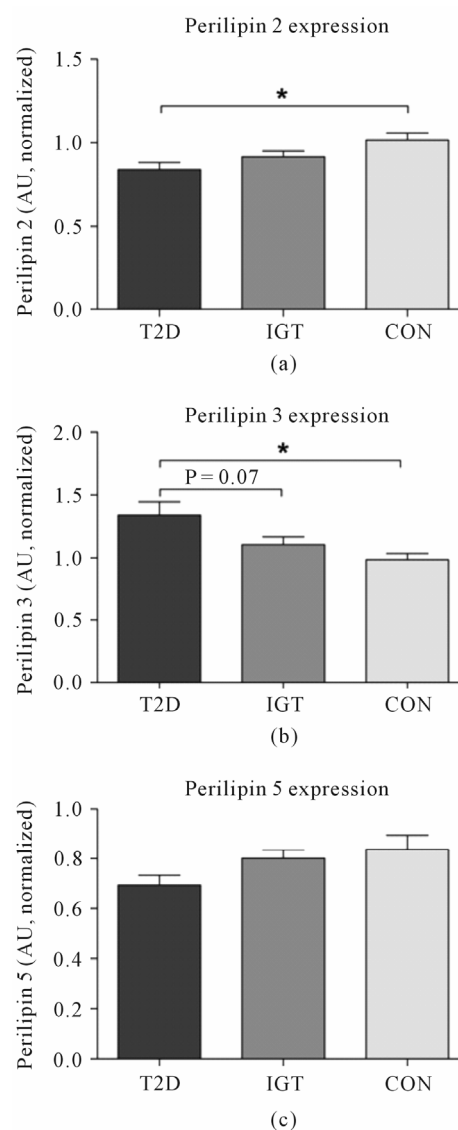 Perilipin 2 expression
Perilipin 2 (AU, normalized)
1.5
1.0
0.5
0.0
*
T2D IGT CON
(a)
Perilipin 3 expression
Perilipin 3 (AU, normalized)
2.0
1.5
1.0
0.5
0.0
*
P = 0.07
T2D IGT CON
(b)
Perilipin 5 expression
Perilipin 5 (AU, normalized)
1.0
0.8
0.6
0.4
0.2
0.0
T2D IGT CON
(c)